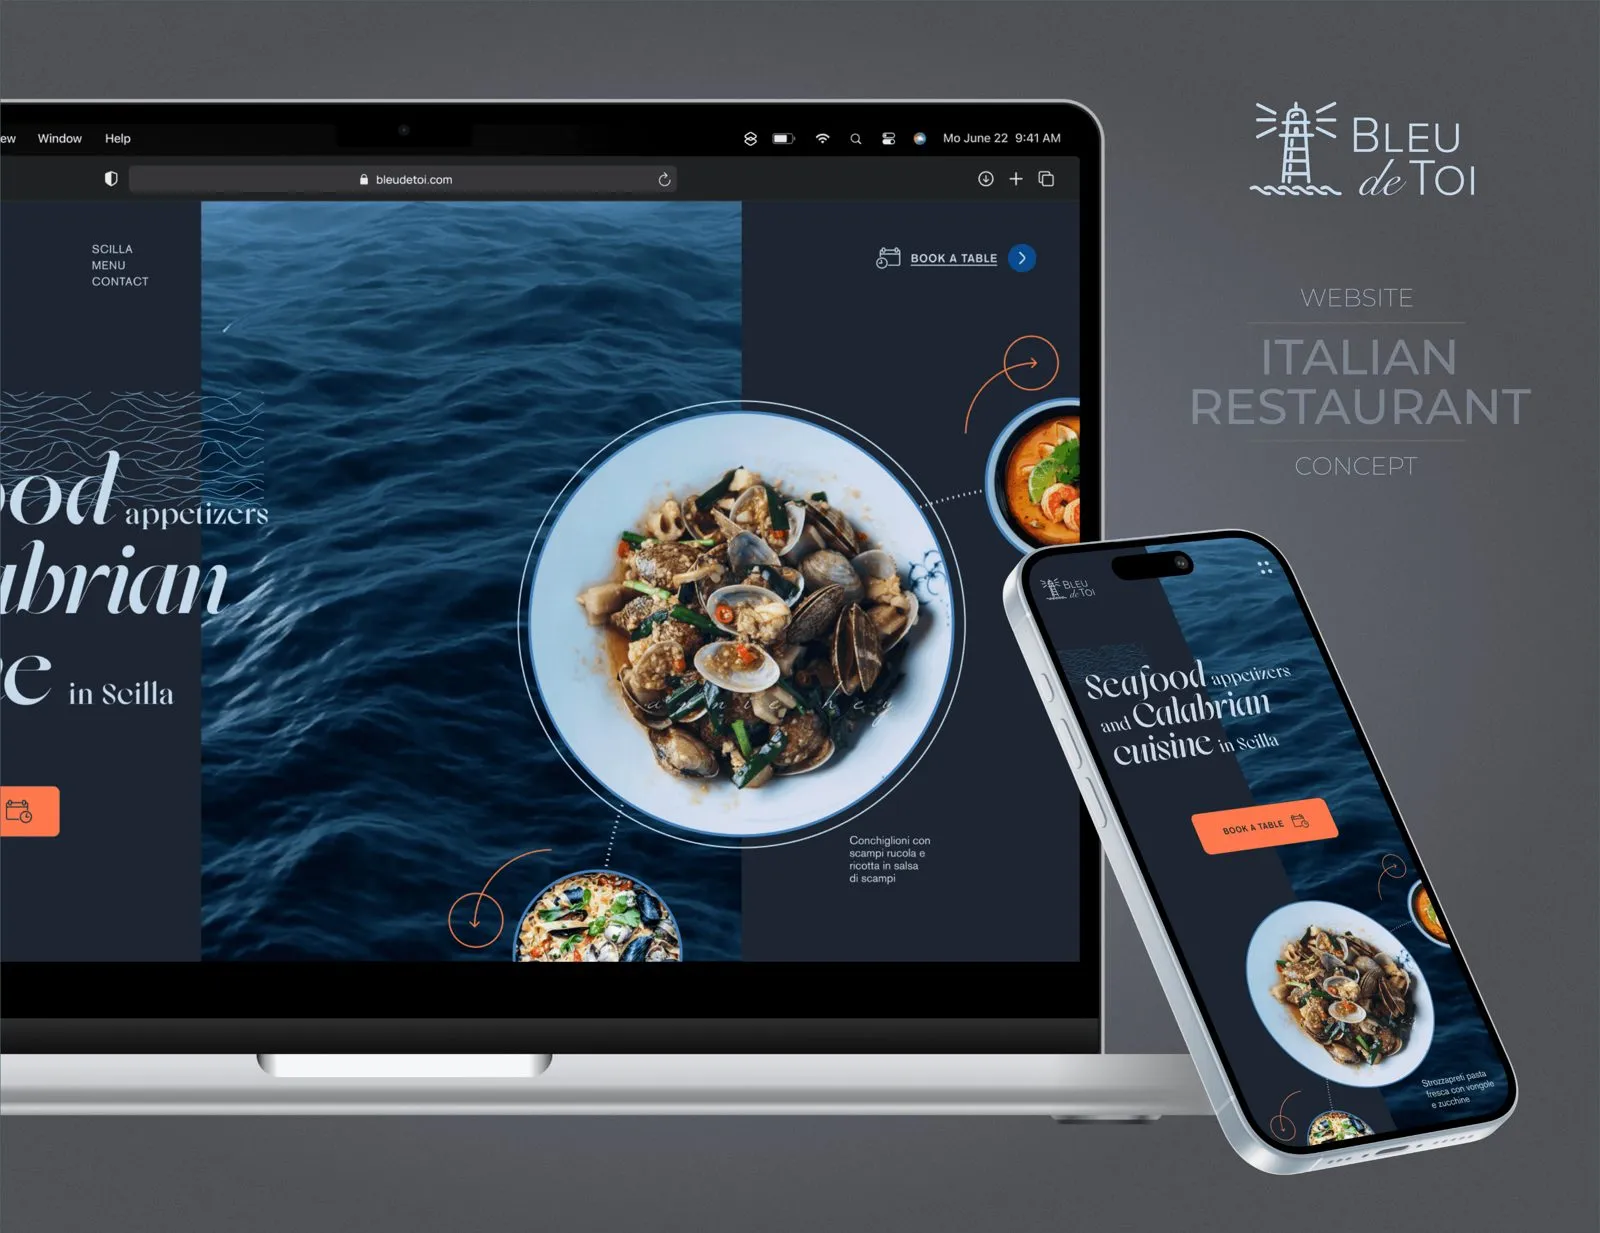 ew Window Help
Mo June 22 9:41 AM
bleudetoi.com
SCILLA
MENU
CONTACT
BOOK A TABLE
ood appetizers
abrian
e in Scilla
Conchiglioni con
scampi rucola e
ricotta in salsa
di scampi
BLEU
de TOI
WEBSITE
ITALIAN
RESTAURANT
CONCEPT
BLEU
de TOI
Seafood appetizers
and Calabrian
cuisine in Scilla
BOOK A TABLE
Strozzapreti pasta
fresca con vongole
e zucchine